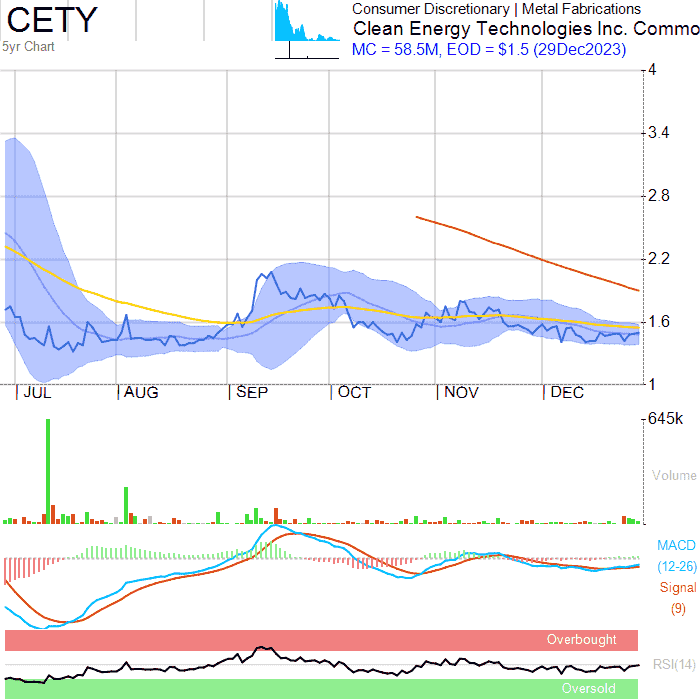 CETY
5yr Chart
Consumer Discretionary | Metal Fabrications
Clean Energy Technologies Inc. Commo
MC = 58.5M, EOD = $1.5 (29Dec2023)
4
3.4
2.8
2.2
1.6
1
JUL AUG SEP OCT NOV DEC
645k
Volume
MACD
(12-26)
Signal
(9)
Overbought
RSI(14)
Oversold